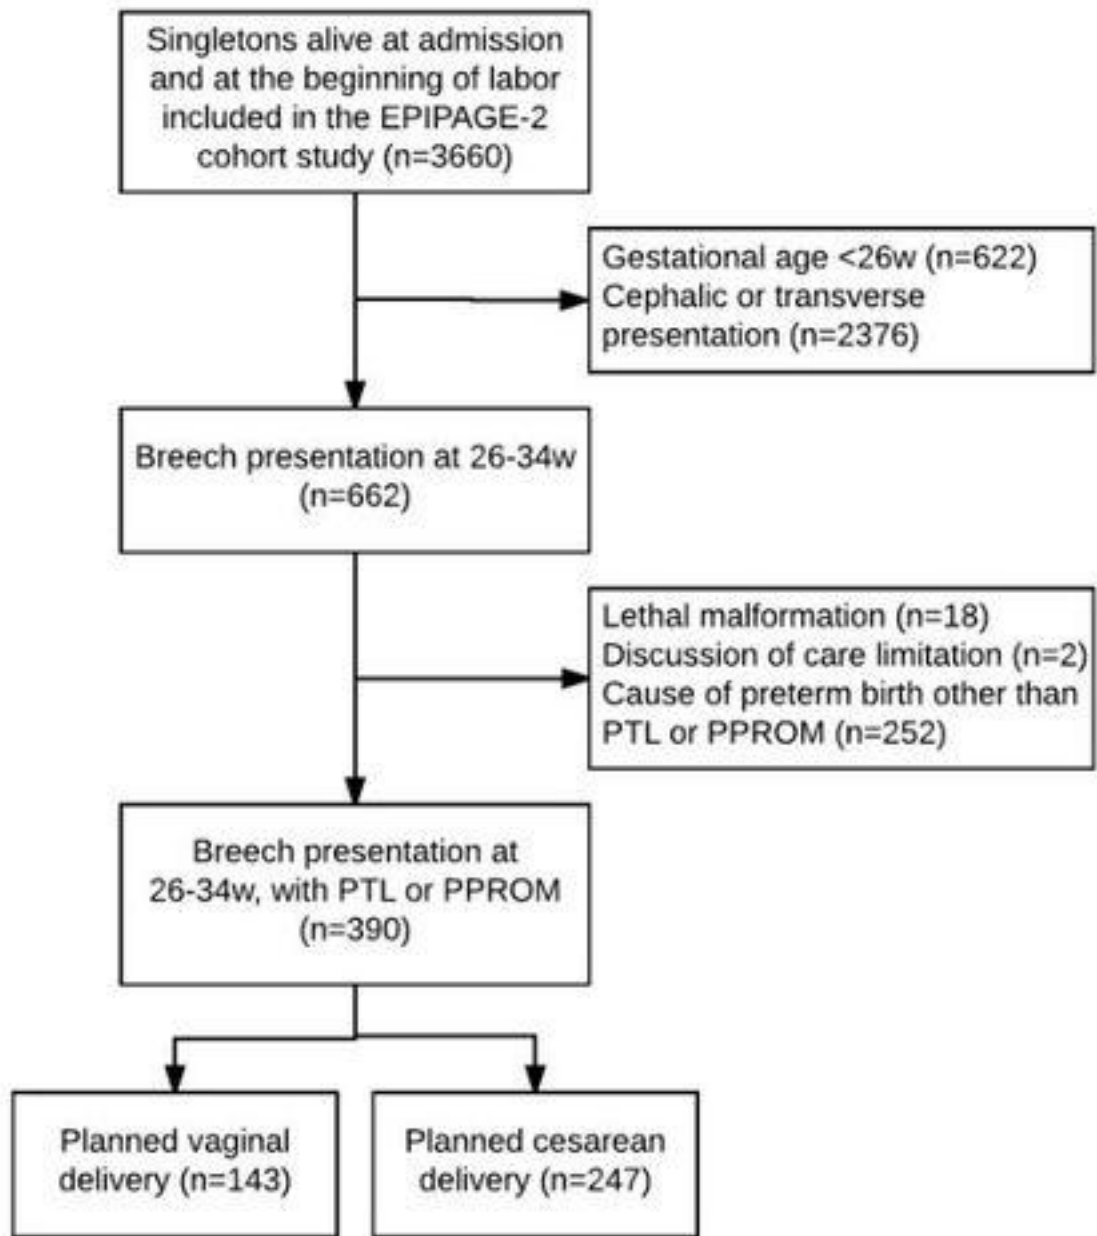 Singletons alive at admission
and at the beginning of labor
included in the EPIPAGE-2
cohort study (n=3660)
Gestational age <26w (n=622)
Cephalic or transverse
presentation (n=2376)
Breech presentation at 26-34w
(n=662)
Lethal malformation (n=18)
Discussion of care limitation (n=2)
Cause of preterm birth other than
PTL or PPROM (n=252)
Breech presentation at
26-34w, with PTL or PPROM
(n=390)
Planned vaginal
delivery (n=143)
Planned cesarean
delivery (n=247)